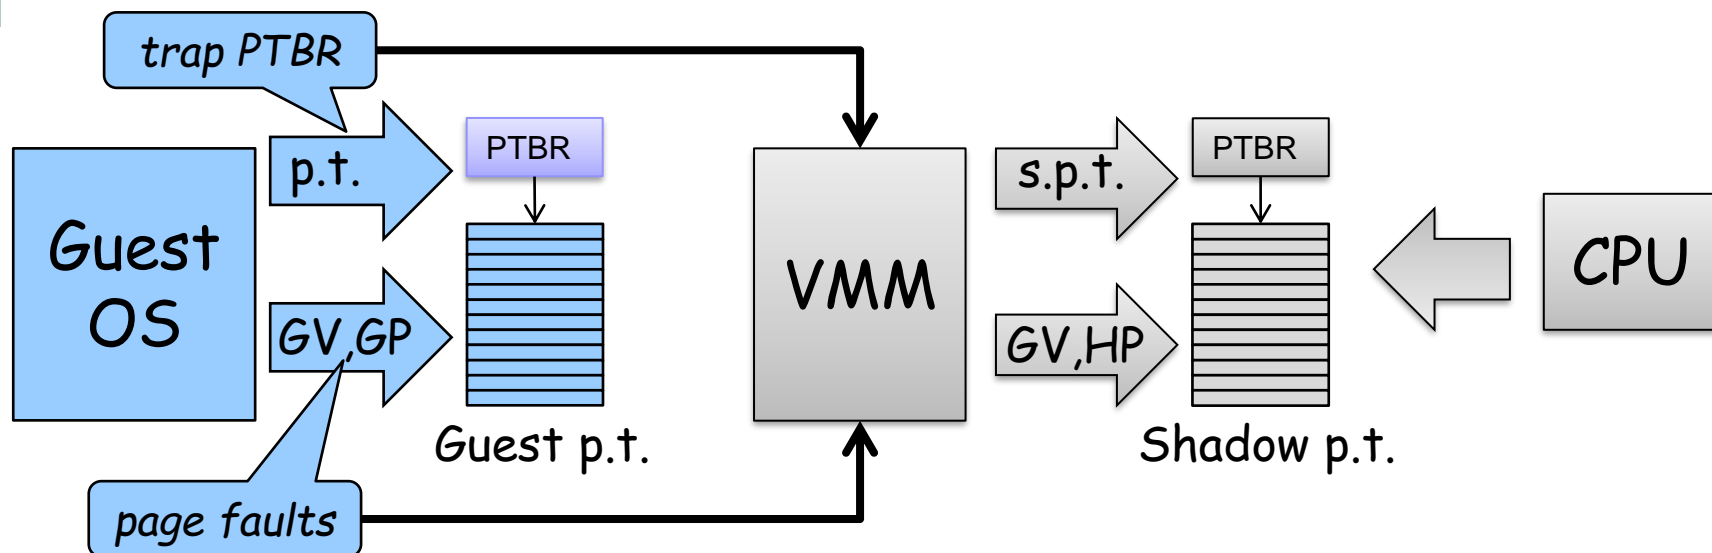 trap PTBR
p.t.
PTBR
s.p.t.
PTBR
Guest
OS
VMM
CPU
GV,GP
GV,HP
Guest p.t.
Shadow p.t.
page faults